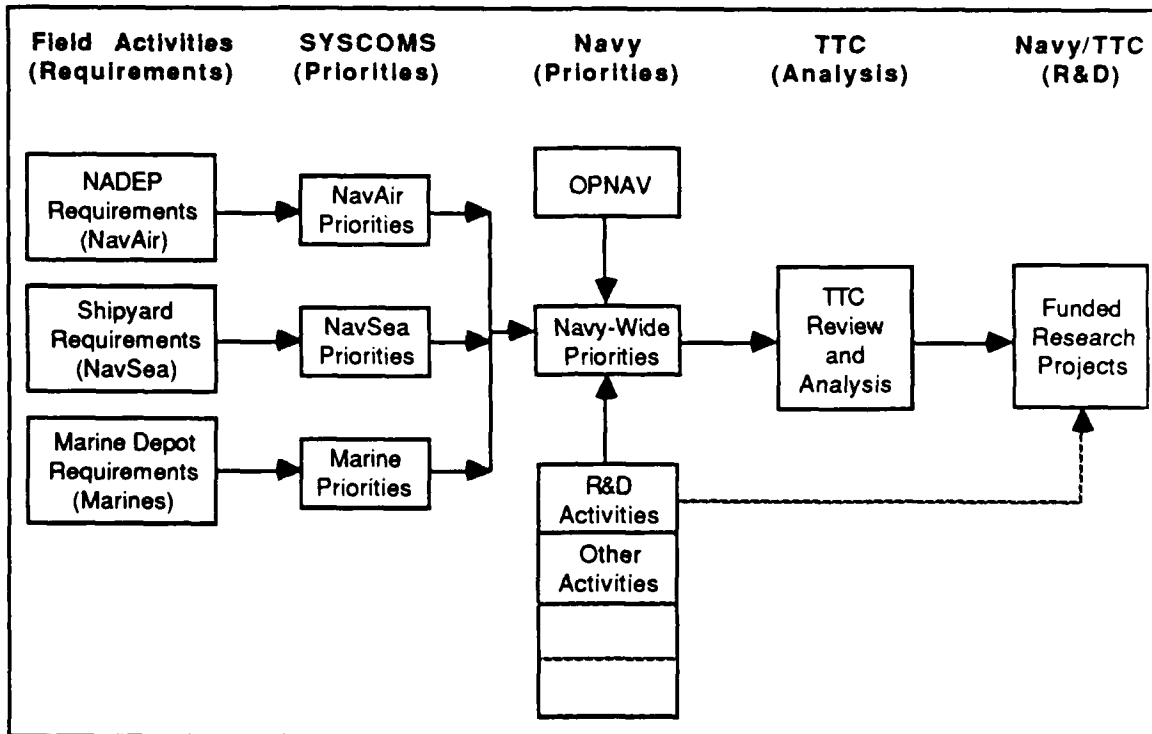 Field Activities
(Requirements)
SYSCOMS
(Priorities)
Navy
(Priorities)
TTC
(Analysis)
Navy/TTC
(R&D)
NADEP
Requirements
(NavAir)
NavAir
Priorities
OPNAV
Shipyard
Requirements
(NavSea)
NavSea
Priorities
Navy-Wide
Priorities
TTC
Review
and
Analysis
Funded
Research
Projects
Marine Depot
Requirements
(Marines)
Marine
Priorities
R&D
Activities
Other
Activities